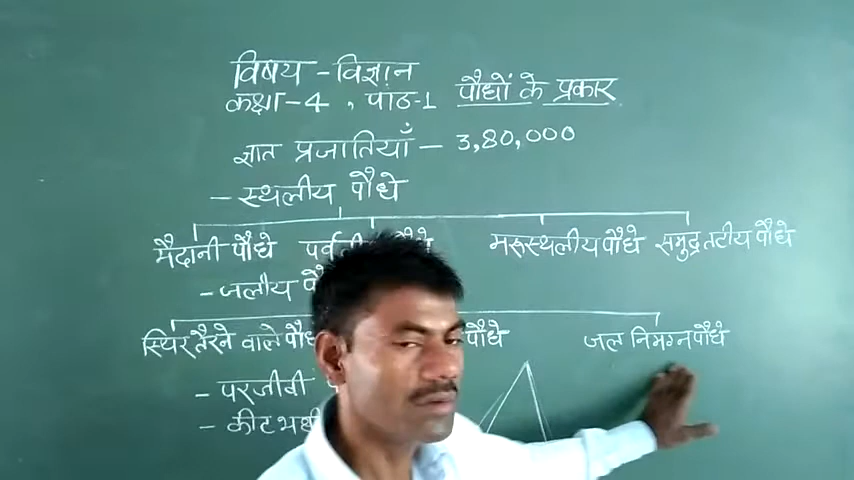 विषय - विज्ञान
कक्षा - 4 , पाठ-1 पौधों के प्रकार
ज्ञात प्रजातियाँ - 3,80,000
- स्थलीय पौधे
मैदानी पौधे मरुस्थलीय पौधे समुद्रतटीय पौधे
- जलीय
स्थिर तैरने वाले पौधे जल निमग्न पौधे
- परजीवी
- कीट